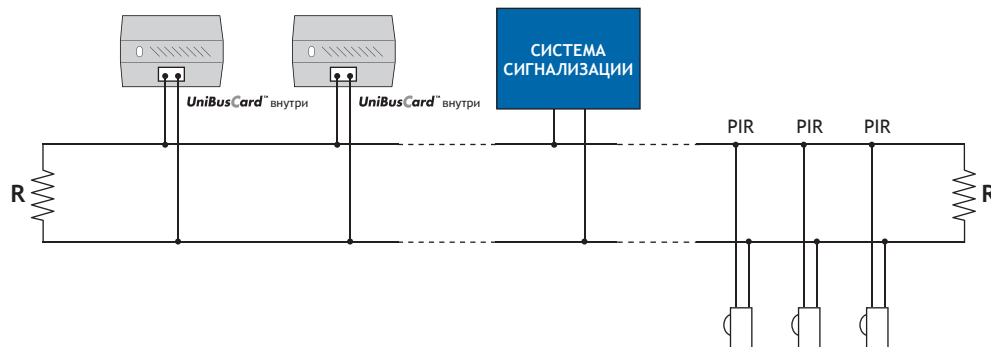 СИСТЕМА
СИГНАЛИЗАЦИИ
UniBusCard™ внутри
UniBusCard™ внутри
PIR
PIR
PIR
R
R